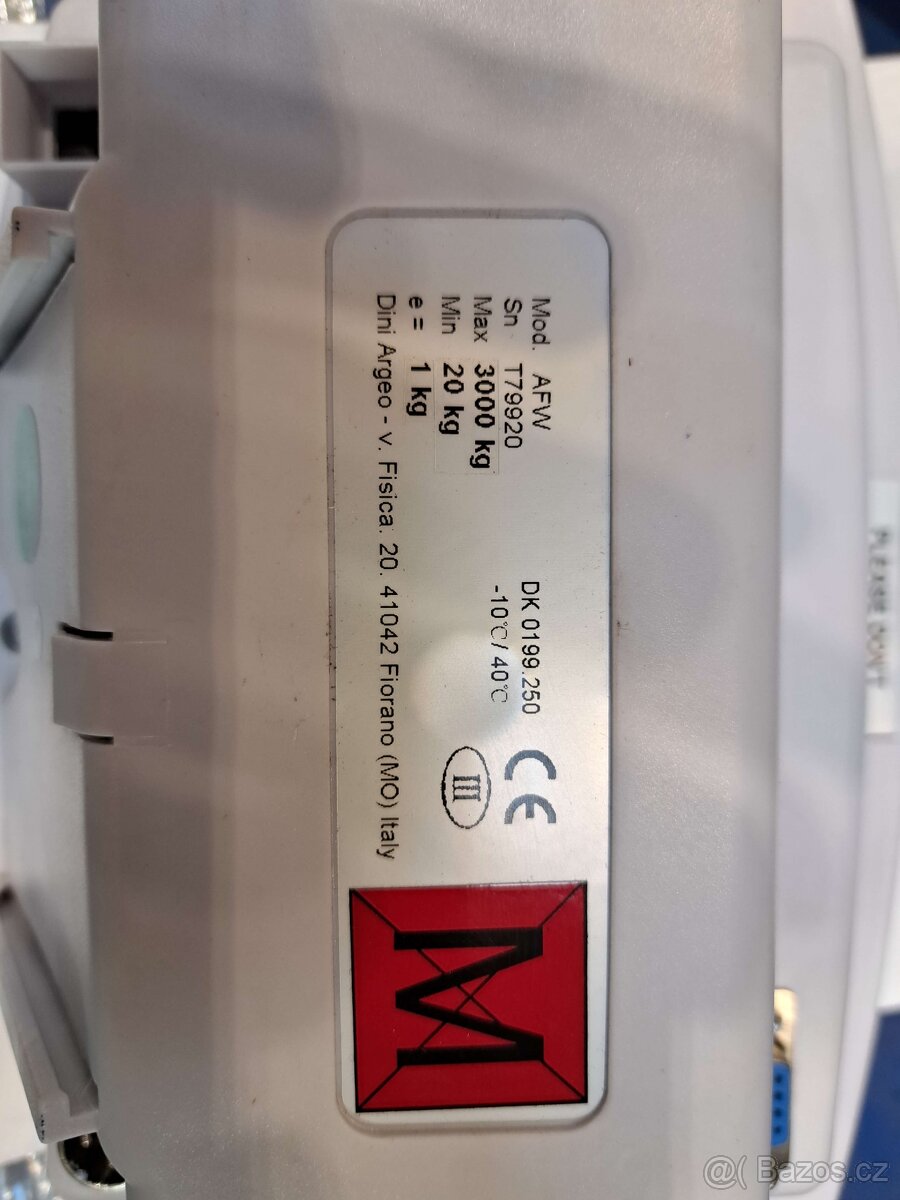 Mod. AFW
Sn T79920
Max 3000 kg
Min 20 kg
e = 1 kg
Dini Argeo - v. Fisica. 20. 41042 Fiorano (MO) Italy
DK 0199.250
-10°C / 40°C
CE
III
M
PLEASE DON'T
@( Bazos.cz